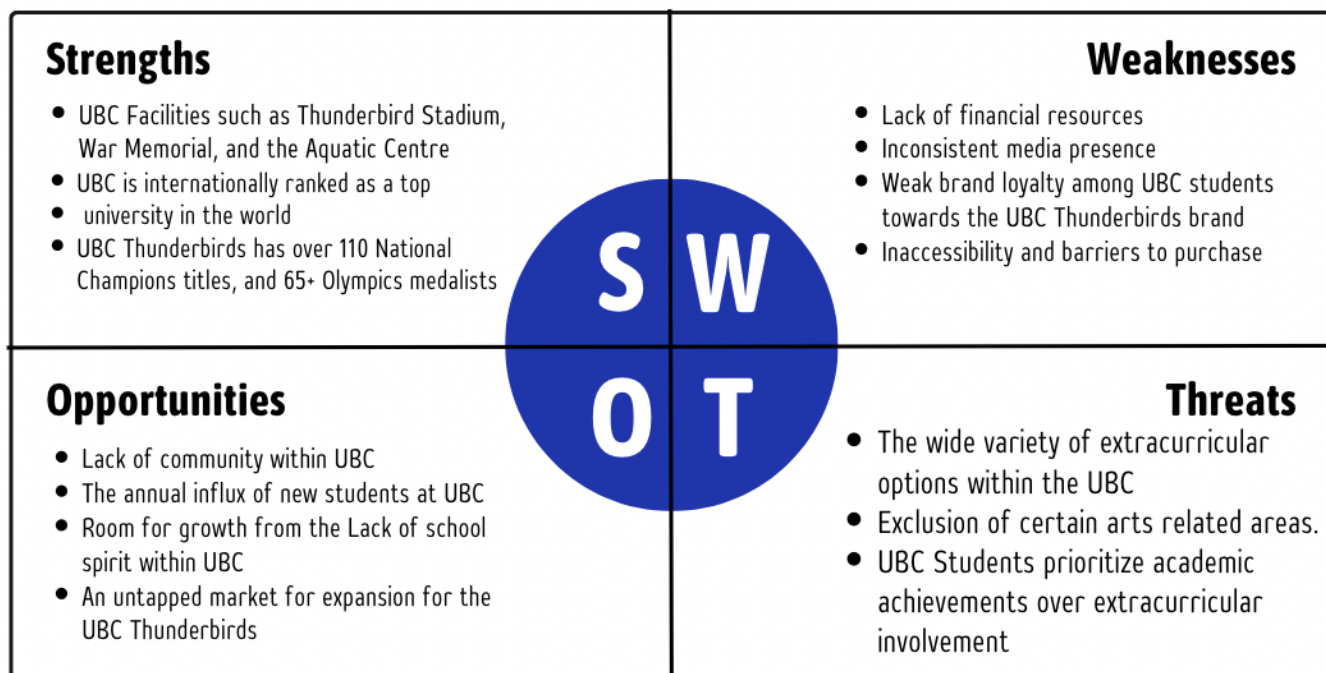 Strengths
• UBC Facilities such as Thunderbird Stadium,
War Memorial, and the Aquatic Centre
• UBC is internationally ranked as a top
• university in the world
• UBC Thunderbirds has over 110 National
Champions titles, and 65+ Olympics medalists
Weaknesses
• Lack of financial resources
• Inconsistent media presence
• Weak brand loyalty among UBC students
towards the UBC Thunderbirds brand
• Inaccessibility and barriers to purchase
S W
O T
Opportunities
• Lack of community within UBC
• The annual influx of new students at UBC
• Room for growth from the Lack of school
spirit within UBC
• An untapped market for expansion for the
UBC Thunderbirds
Threats
• The wide variety of extracurricular
options within the UBC
• Exclusion of certain arts related areas.
• UBC Students prioritize academic
achievements over extracurricular
involvement